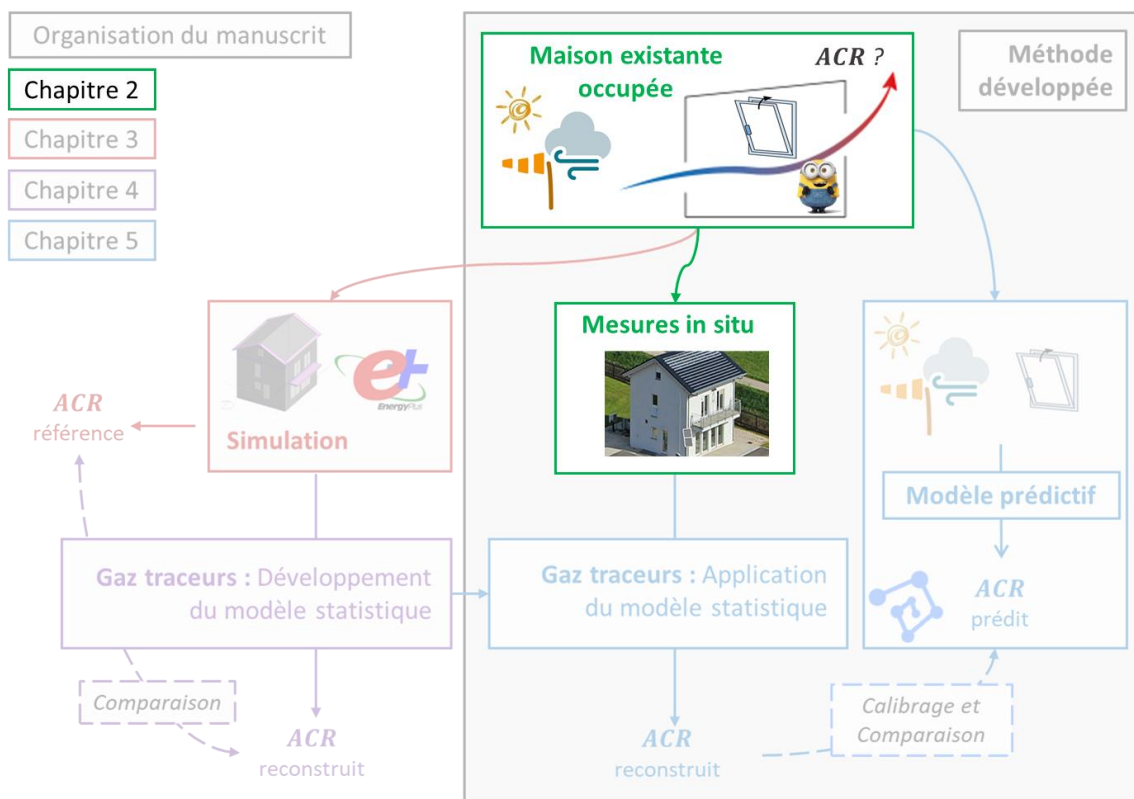 Organisation du manuscrit
Chapitre 2
Chapitre 3
Chapitre 4
Chapitre 5
Maison existante
occupée
ACR ?
Méthode
développée
Mesures in situ
ACR
référence
e+
EnergyPlus
Simulation
Modèle prédictif
ACR
prédit
Gaz traceurs : Développement
du modèle statistique
Gaz traceurs : Application
du modèle statistique
Comparaison
ACR
reconstruit
ACR
reconstruit
Calibrage et
Comparaison